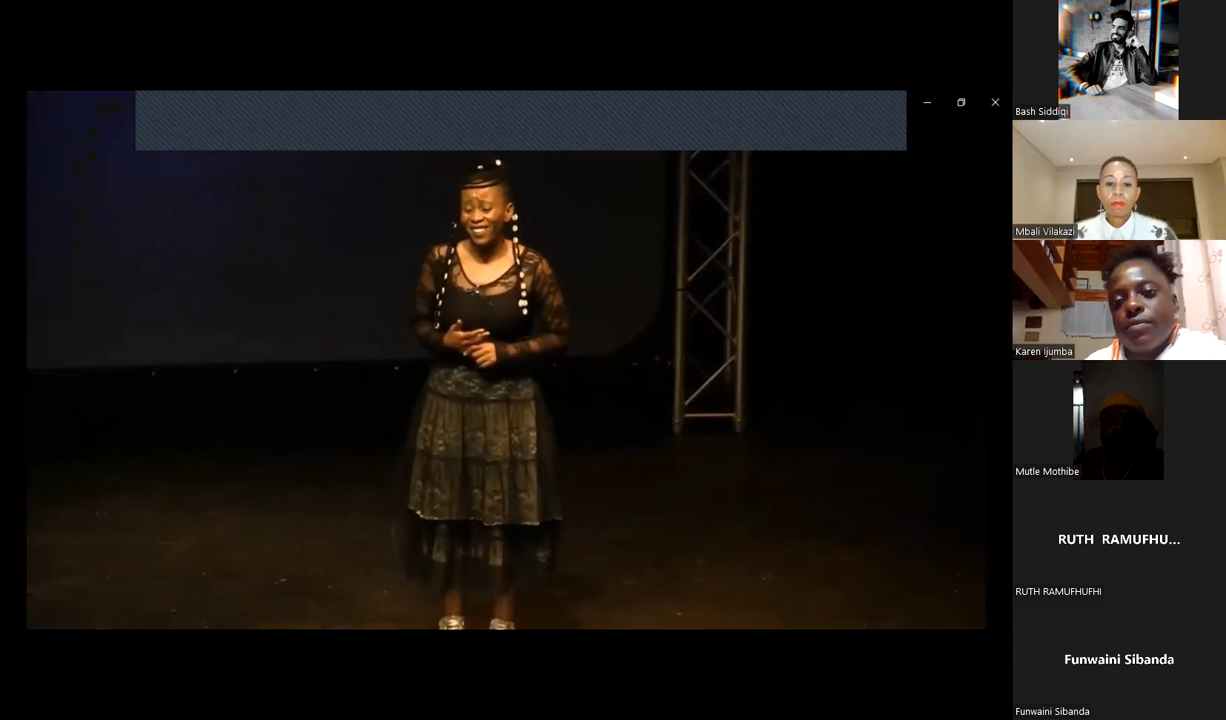 Bash Siddiqi
Mbali Vilakazi
Karen Ijumba
Mutle Mothibe
RUTH RAMUFHU...
RUTH RAMUFHUFHI
Funwaini Sibanda
Funwaini Sibanda